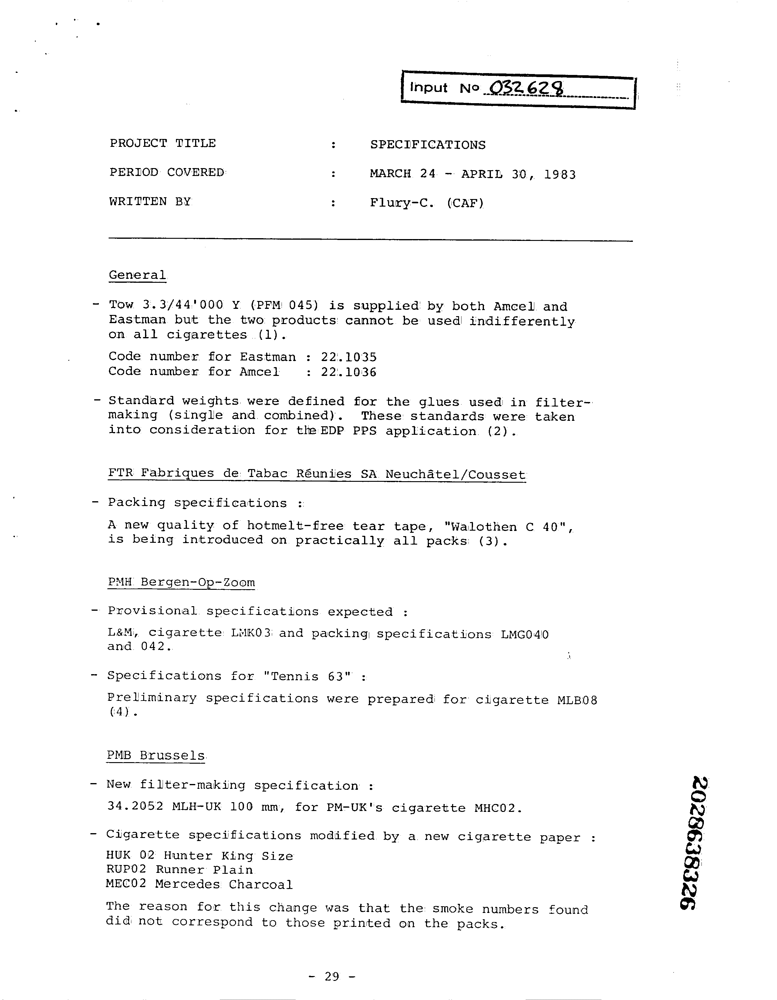 Input No 032628
PROJECT TITLE : SPECIFICATIONS
PERIOD COVERED : MARCH 24 - APRIL 30, 1983
WRITTEN BY : Flury-C. (CAF)
General
- Tow 3.3/44'000 Y (PFM 045) is supplied by both Amcel and
Eastman but the two products cannot be used indifferently
on all cigarettes (1).
Code number for Eastman : 22.1035
Code number for Amcel : 22.1036
- Standard weights were defined for the glues used in filter-
making (single and combined). These standards were taken
into consideration for the EDP PPS application (2).
FTR Fabriques de Tabac Réunies SA Neuchâtel/Cousset
- Packing specifications :
A new quality of hotmelt-free tear tape, "Walothen C 40",
is being introduced on practically all packs (3).
PMH Bergen-Op-Zoom
- Provisional specifications expected :
L&M, cigarette LMK03 and packing specifications LMG040
and 042.
- Specifications for "Tennis 63" :
Preliminary specifications were prepared for cigarette MLB08
(4).
PMB Brussels
- New filter-making specification :
34.2052 MLH-UK 100 mm, for PM-UK's cigarette MHC02.
- Cigarette specifications modified by a new cigarette paper :
HUK 02 Hunter King Size
RUP02 Runner Plain
MEC02 Mercedes Charcoal
The reason for this change was that the smoke numbers found
did not correspond to those printed on the packs.
- 29 -
2028638326